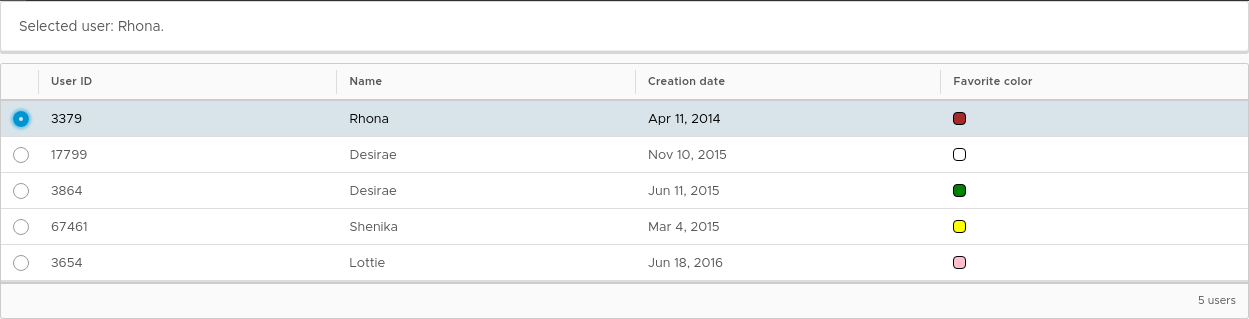 Selected user: Rhona.
User ID Name Creation date Favorite color
3379 Rhona Apr 11, 2014
17799 Desirae Nov 10, 2015
3864 Desirae Jun 11, 2015
67461 Shenika Mar 4, 2015
3654 Lottie Jun 18, 2016
5 users